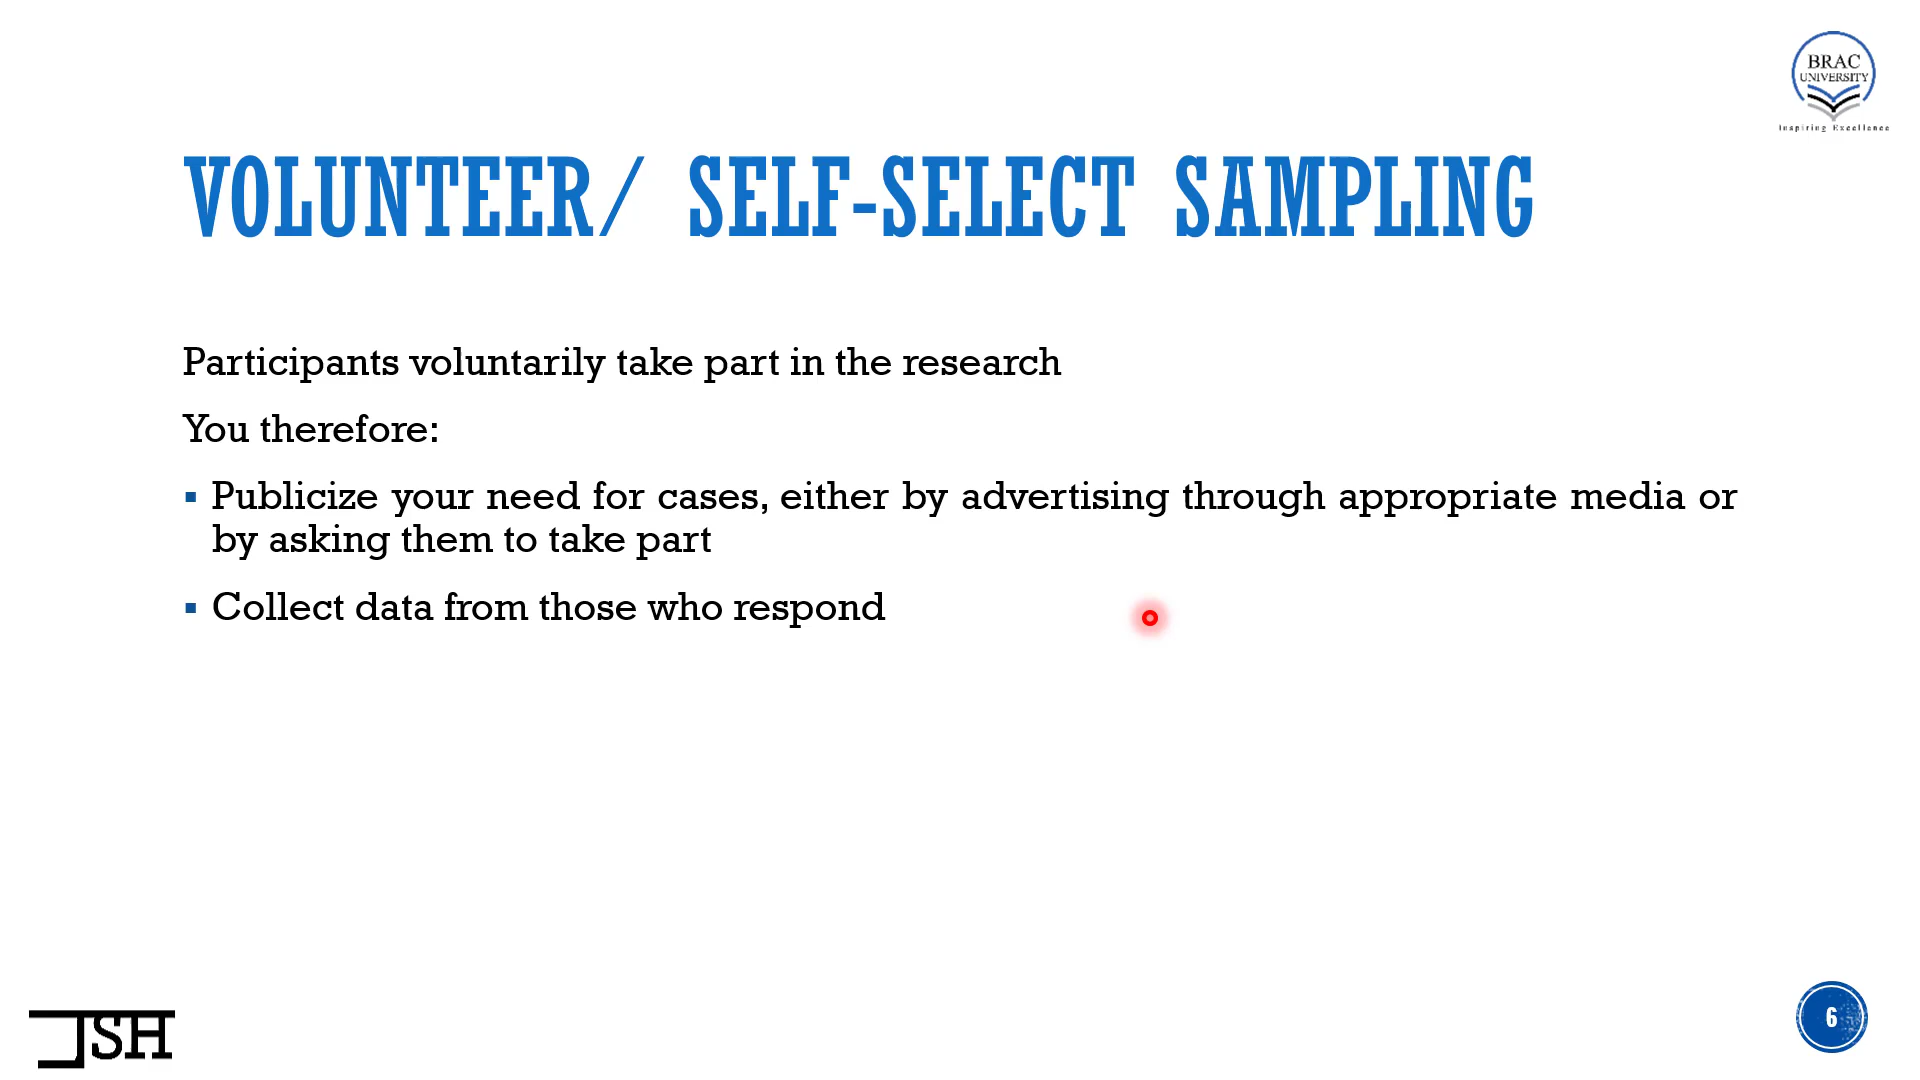 BRAC
UNIVERSITY
Inspiring Excellence
VOLUNTEER/ SELF-SELECT SAMPLING
Participants voluntarily take part in the research
You therefore:
▪ Publicize your need for cases, either by advertising through appropriate media or
by asking them to take part
▪ Collect data from those who respond
JSH
6